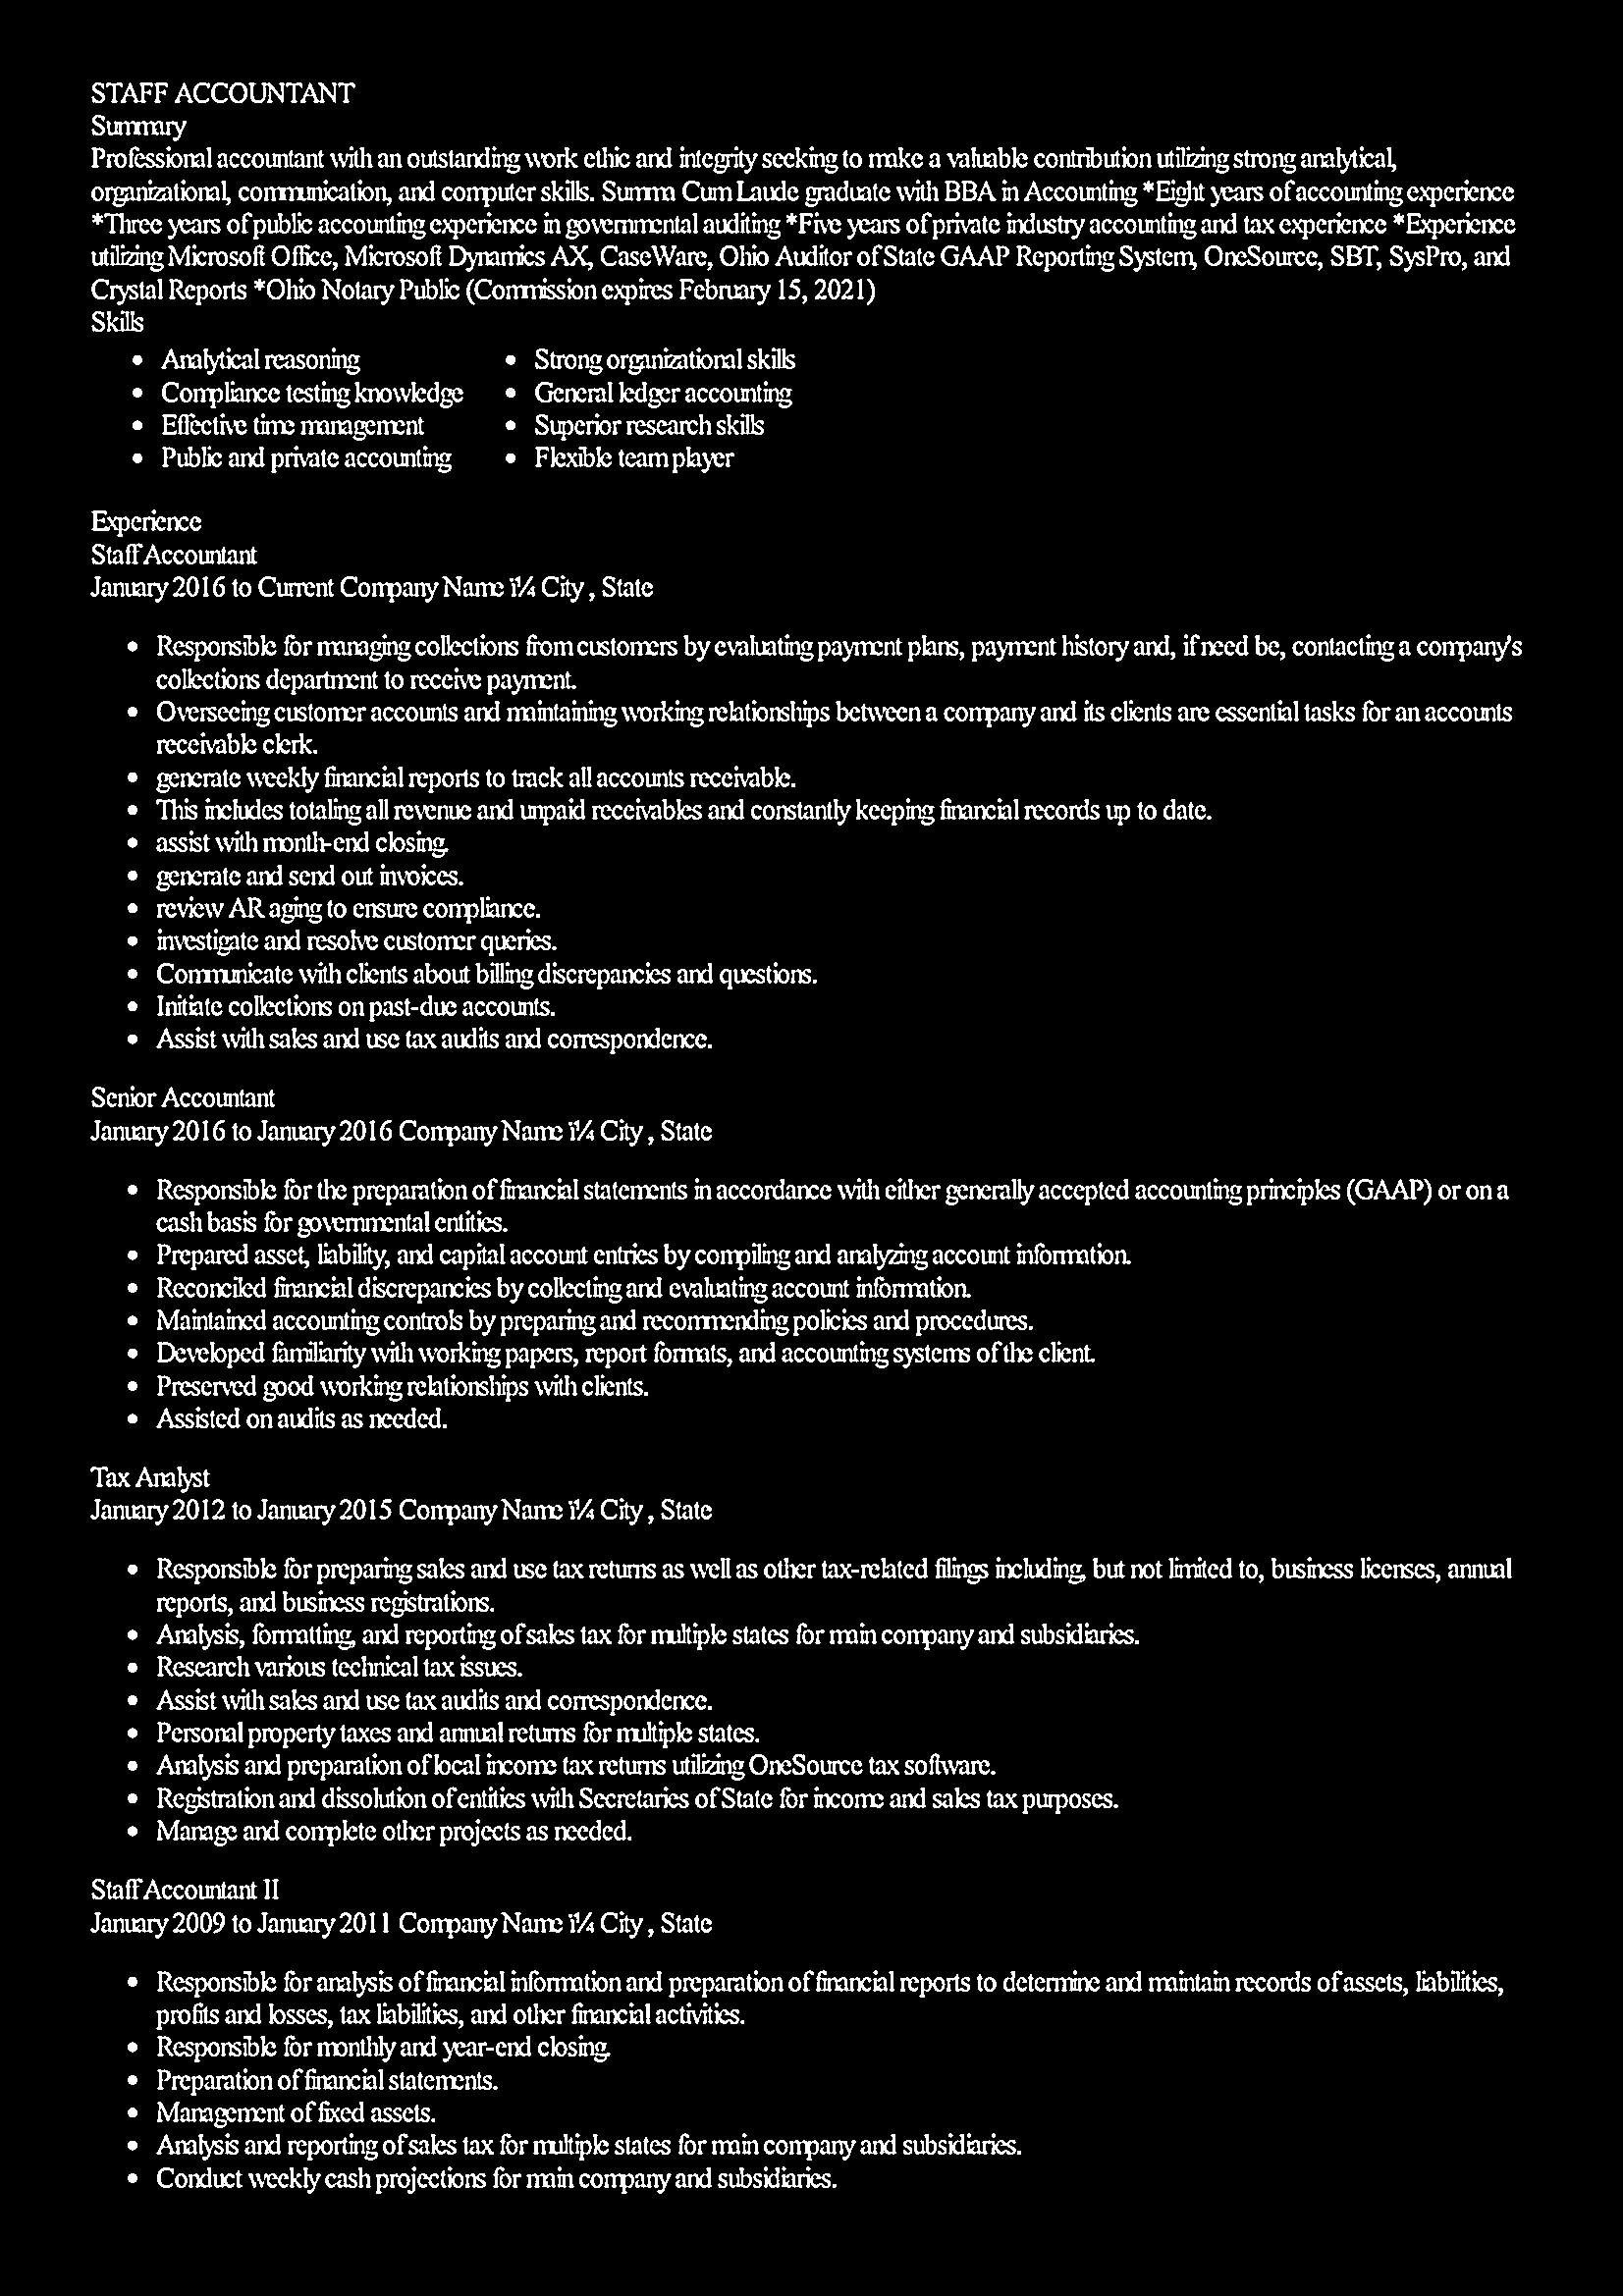 STAFF ACCOUNTANT
Summary
Professional accountant with an outstanding work ethic and integrity seeking to make a valuable contribution utilizing strong analytical,
organizational, communication, and computer skills. Summa Cum Laude graduate with BBA in Accounting *Eight years of accounting experience
*Three years of public accounting experience in governmental auditing *Five years of private industry accounting and tax experience *Experience
utilizing Microsoft Office, Microsoft Dynamics AX, CaseWare, Ohio Auditor of State GAAP Reporting System, OneSource, SBT, SysPro, and
Crystal Reports *Ohio Notary Public (Commission expires February 15, 2021)
Skills
• Analytical reasoning
• Compliance testing knowledge
• Effective time management
• Public and private accounting
• Strong organizational skills
• General ledger accounting
• Superior research skills
• Flexible team player
Experience
Staff Accountant
January 2016 to Current Company Name ï¼ City , State
• Responsible for managing collections from customers by evaluating payment plans, payment history and, if need be, contacting a company's
collections department to receive payment.
• Overseeing customer accounts and maintaining working relationships between a company and its clients are essential tasks for an accounts
receivable clerk.
• generate weekly financial reports to track all accounts receivable.
• This includes totaling all revenue and unpaid receivables and constantly keeping financial records up to date.
• assist with month-end closing.
• generate and send out invoices.
• review AR aging to ensure compliance.
• investigate and resolve customer queries.
• Communicate with clients about billing discrepancies and questions.
• Initiate collections on past-due accounts.
• Assist with sales and use tax audits and correspondence.
Senior Accountant
January 2016 to January 2016 Company Name ï¼ City , State
• Responsible for the preparation of financial statements in accordance with either generally accepted accounting principles (GAAP) or on a
cash basis for governmental entities.
• Prepared asset, liability, and capital account entries by compiling and analyzing account information.
• Reconciled financial discrepancies by collecting and evaluating account information.
• Maintained accounting controls by preparing and recommending policies and procedures.
• Developed familiarity with working papers, report formats, and accounting systems of the client.
• Preserved good working relationships with clients.
• Assisted on audits as needed.
Tax Analyst
January 2012 to January 2015 Company Name ï¼ City , State
• Responsible for preparing sales and use tax returns as well as other tax-related filings including, but not limited to, business licenses, annual
reports, and business registrations.
• Analysis, formatting, and reporting of sales tax for multiple states for main company and subsidiaries.
• Research various technical tax issues.
• Assist with sales and use tax audits and correspondence.
• Personal property taxes and annual returns for multiple states.
• Analysis and preparation of local income tax returns utilizing OneSource tax software.
• Registration and dissolution of entities with Secretaries of State for income and sales tax purposes.
• Manage and complete other projects as needed.
Staff Accountant II
January 2009 to January 2011 Company Name ï¼ City , State
• Responsible for analysis of financial information and preparation of financial reports to determine and maintain records of assets, liabilities,
profits and losses, tax liabilities, and other financial activities.
• Responsible for monthly and year-end closing.
• Preparation of financial statements.
• Management of fixed assets.
• Analysis and reporting of sales tax for multiple states for main company and subsidiaries.
• Conduct weekly cash projections for main company and subsidiaries.